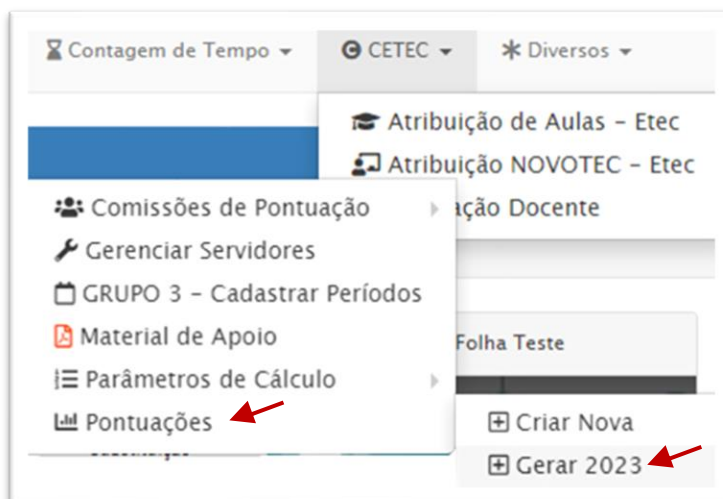 Contagem de Tempo
CETEC
Diversos
Atribuição de Aulas - Etec
Atribuição NOVOTEC - Etec
ação Docente
Comissões de Pontuação
Gerenciar Servidores
GRUPO 3 - Cadastrar Períodos
Material de Apoio
Folha Teste
Parâmetros de Cálculo
Pontuações
Criar Nova
Gerar 2023